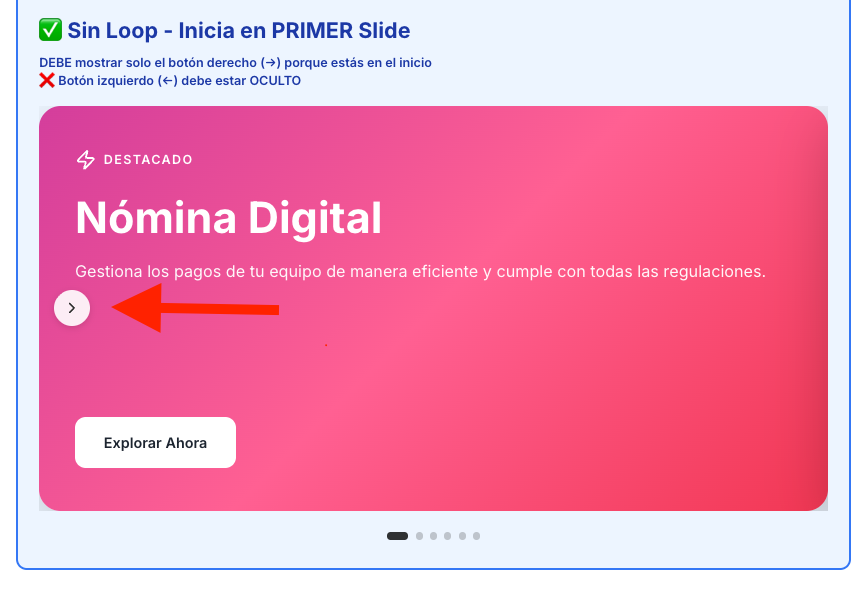 ✅ Sin Loop - Inicia en PRIMER Slide
DEBE mostrar solo el botón derecho (→) porque estás en el inicio
❌ Botón izquierdo (←) debe estar OCULTO
DESTACADO
Nómina Digital
Gestiona los pagos de tu equipo de manera eficiente y cumple con todas las regulaciones.
Explorar Ahora